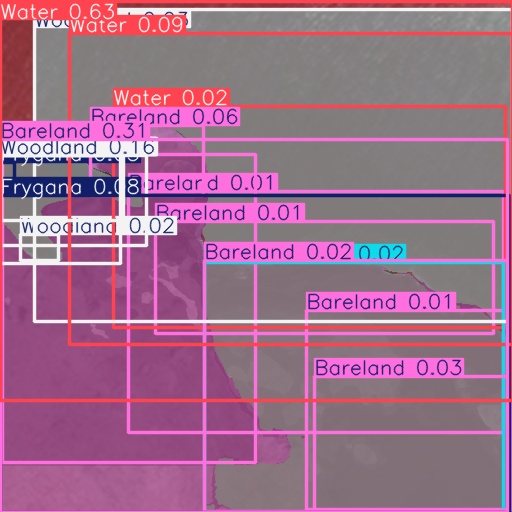 Water 0.63
Water 0.09
Water 0.02
Bareland 0.06
Bareland 0.31
Woodland 0.16
Frygana 0.08
Bareland 0.01
Bareland 0.01
Woodland 0.02
Bareland 0.02
0.02
Bareland 0.01
Bareland 0.03